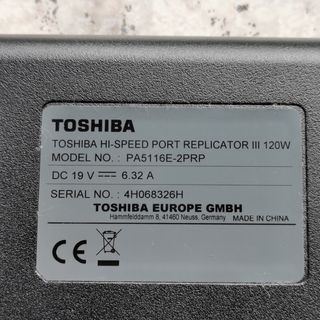 TOSHIBA
TOSHIBA HI-SPEED PORT REPLICATOR III 120W
MODEL NO. : PA5116E-2PRP
DC 19 V ⎓ 6.32 A
SERIAL NO. : 4H068326H
TOSHIBA EUROPE GMBH
Hammfelddamm 8, 41460 Neuss, Germany MADE IN CHINA
CE